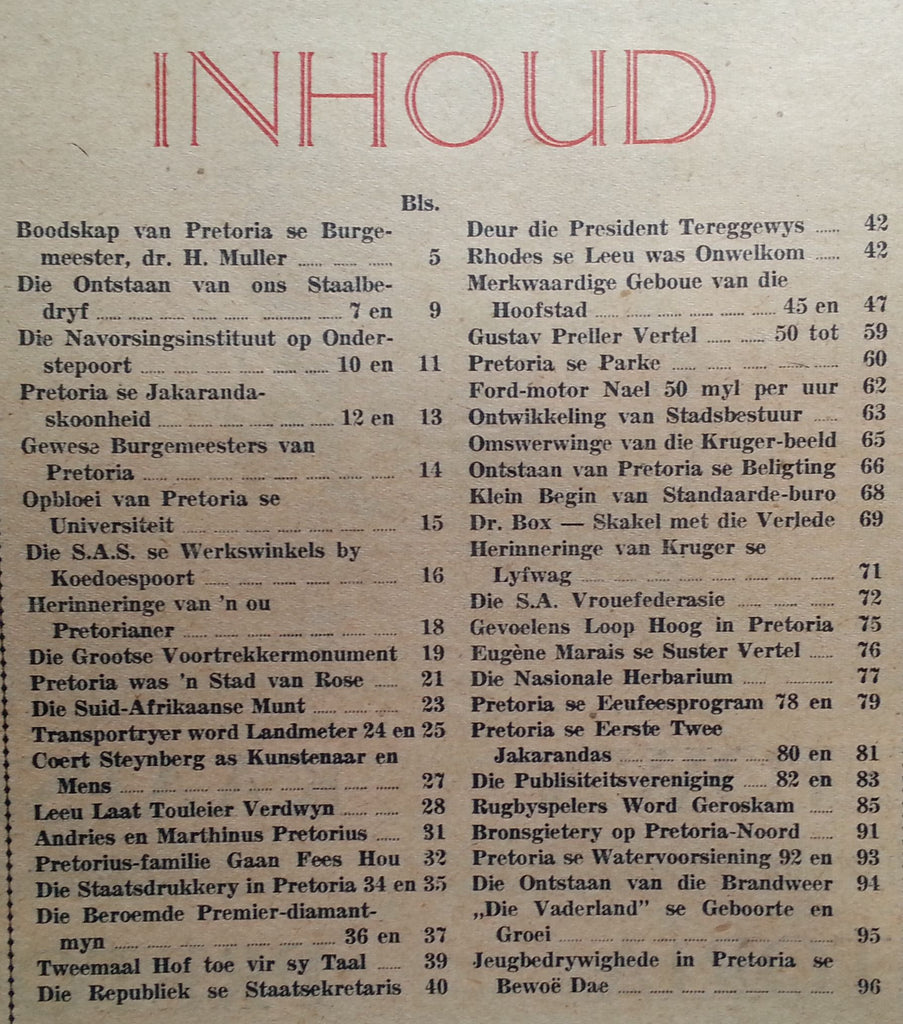 INHOUD
Bls.
Boodskap van Pretoria se Burge-
meester, dr. H. Muller ...... ...... ...... 5
Die Ontstaan van ons Staalbe-
dryf ...... ...... ...... ...... ...... ...... 7 en 9
Die Navorsingsinstituut op Onder-
stepoort ...... ...... ...... ...... ...... 10 en 11
Pretoria se Jakaranda-
skoonheid ...... ...... ...... ...... ...... 12 en 13
Gewese Burgemeesters van
Pretoria ...... ...... ...... ...... ...... ...... 14
Opbloei van Pretoria se
Universiteit ...... ...... ...... ...... ...... 15
Die S.A.S. se Werkswinkels by
Koedoespoort ...... ...... ...... ...... ...... 16
Herinneringe van 'n ou
Pretorianer ...... ...... ...... ...... ...... 18
Die Grootse Voortrekkermonument 19
Pretoria was 'n Stad van Rose ...... 21
Die Suid-Afrikaanse Munt ...... ...... 23
Transportryer word Landmeter 24 en 25
Coert Steynberg as Kunstenaar en
Mens ...... ...... ...... ...... ...... ...... ...... 27
Leeu Laat Touleier Verdwyn ...... ...... 28
Andries en Marthinus Pretorius ...... 31
Pretorius-familie Gaan Fees Hou 32
Die Staatsdrukkery in Pretoria 34 en 35
Die Beroemde Premier-diamant-
myn ...... ...... ...... ...... ...... ...... 36 en 37
Tweemaal Hof toe vir sy Taal ...... 39
Die Republiek se Staatsekretaris 40
Deur die President Tereggewys ...... 42
Rhodes se Leeu was Onwelkom ...... 42
Merkwaardige Geboue van die
Hoofstad ...... ...... ...... ...... ...... 45 en 47
Gustav Preller Vertel ...... ...... 50 tot 59
Pretoria se Parke ...... ...... ...... ...... 60
Ford-motor Nael 50 myl per uur 62
Ontwikkeling van Stadsbestuur ...... 63
Omswerwinge van die Kruger-beeld 65
Ontstaan van Pretoria se Beligting 66
Klein Begin van Standaarde-buro 68
Dr. Box — Skakel met die Verlede 69
Herinneringe van Kruger se
Lyfwag ...... ...... ...... ...... ...... ...... 71
Die S.A. Vrouefederasie ...... ...... ...... 72
Gevoelens Loop Hoog in Pretoria 75
Eugène Marais se Suster Vertel ...... 76
Die Nasionale Herbarium ...... ...... 77
Pretoria se Eeufeesprogram 78 en 79
Pretoria se Eerste Twee
Jakarandas ...... ...... ...... ...... ...... 80 en 81
Die Publisiteitsvereniging ...... 82 en 83
Rugbyspelers Word Geroskam ...... 85
Bronsgietery op Pretoria-Noord ...... 91
Pretoria se Watervoorsiening 92 en 93
Die Ontstaan van die Brandweer 94
„Die Vaderland” se Geboorte en
Groei ...... ...... ...... ...... ...... ...... 95
Jeugbedrywighede in Pretoria se
Bewoë Dae ...... ...... ...... ...... ...... 96